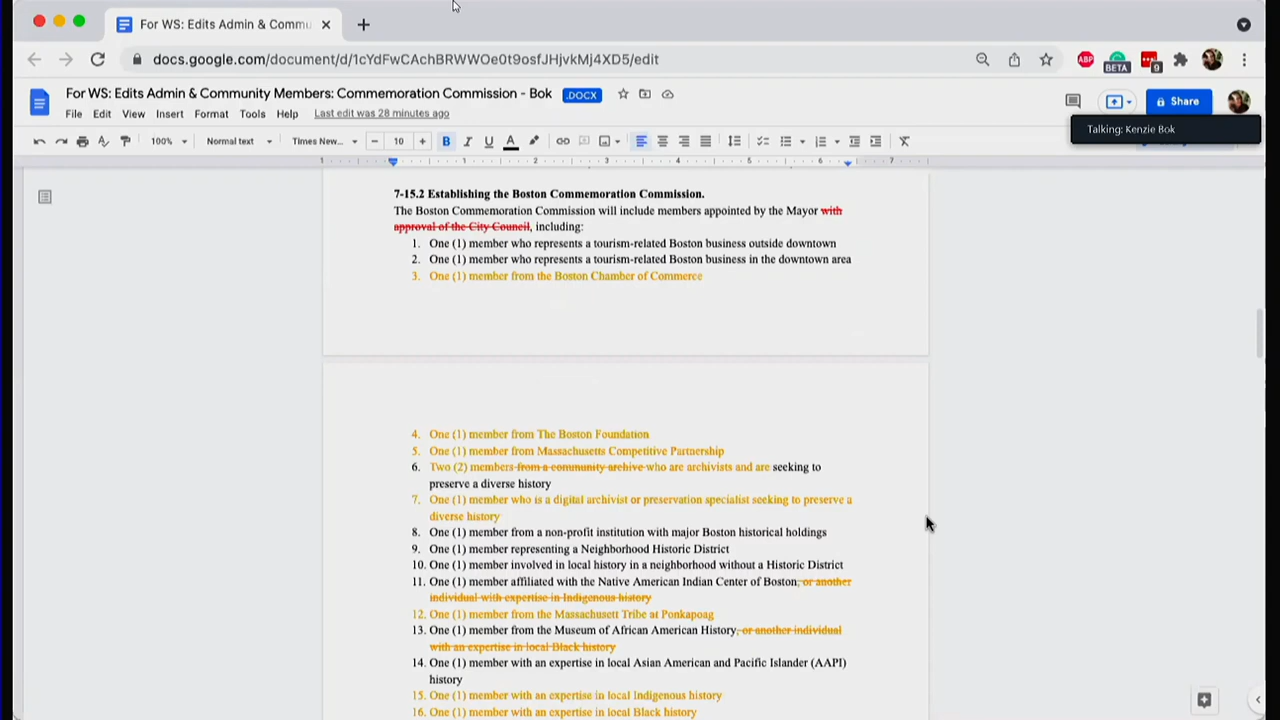 For WS: Edits Admin & Commu
docs.google.com/document/d/1cYdFwCAchBRWWOe0t9osfJHjvkMj4XD5/edit
ABP
BETA
9
For WS: Edits Admin & Community Members: Commemoration Commission - Bok .DOCX
Share
File Edit View Insert Format Tools Help Last edit was 28 minutes ago
Talking: Kenzie Bok
100% Normal text Times New... 10 B I U A
1 1 2 3 4 5 6 7
7-15.2 Establishing the Boston Commemoration Commission.
The Boston Commemoration Commission will include members appointed by the Mayor with
approval of the City Council, including:
1. One (1) member who represents a tourism-related Boston business outside downtown
2. One (1) member who represents a tourism-related Boston business in the downtown area
3. One (1) member from the Boston Chamber of Commerce
4. One (1) member from The Boston Foundation
5. One (1) member from Massachusetts Competitive Partnership
6. Two (2) members from a community archive who are archivists and are seeking to
preserve a diverse history
7. One (1) member who is a digital archivist or preservation specialist seeking to preserve a
diverse history
8. One (1) member from a non-profit institution with major Boston historical holdings
9. One (1) member representing a Neighborhood Historic District
10. One (1) member involved in local history in a neighborhood without a Historic District
11. One (1) member affiliated with the Native American Indian Center of Boston, or another
individual with expertise in Indigenous history
12. One (1) member from the Massachusett Tribe at Ponkapoag
13. One (1) member from the Museum of African American History, or another individual
with an expertise in local Black history
14. One (1) member with an expertise in local Asian American and Pacific Islander (AAPI)
history
15. One (1) member with an expertise in local Indigenous history
16. One (1) member with an expertise in local Black history